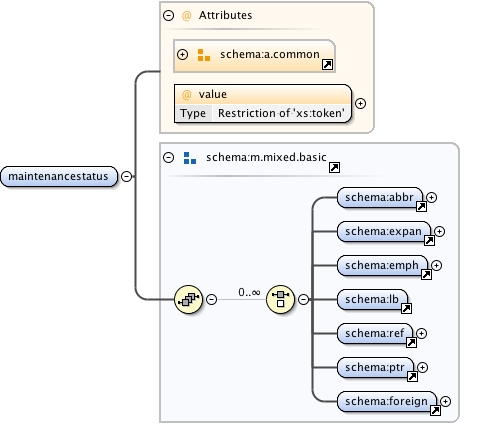 @ Attributes
schema:a.common
@ value
Type Restriction of 'xs:token'
schema:m.mixed.basic
maintenancestatus
schema:abbr
schema:expan
schema:emph
0..∞
schema:lb
schema:ref
schema:ptr
schema:foreign